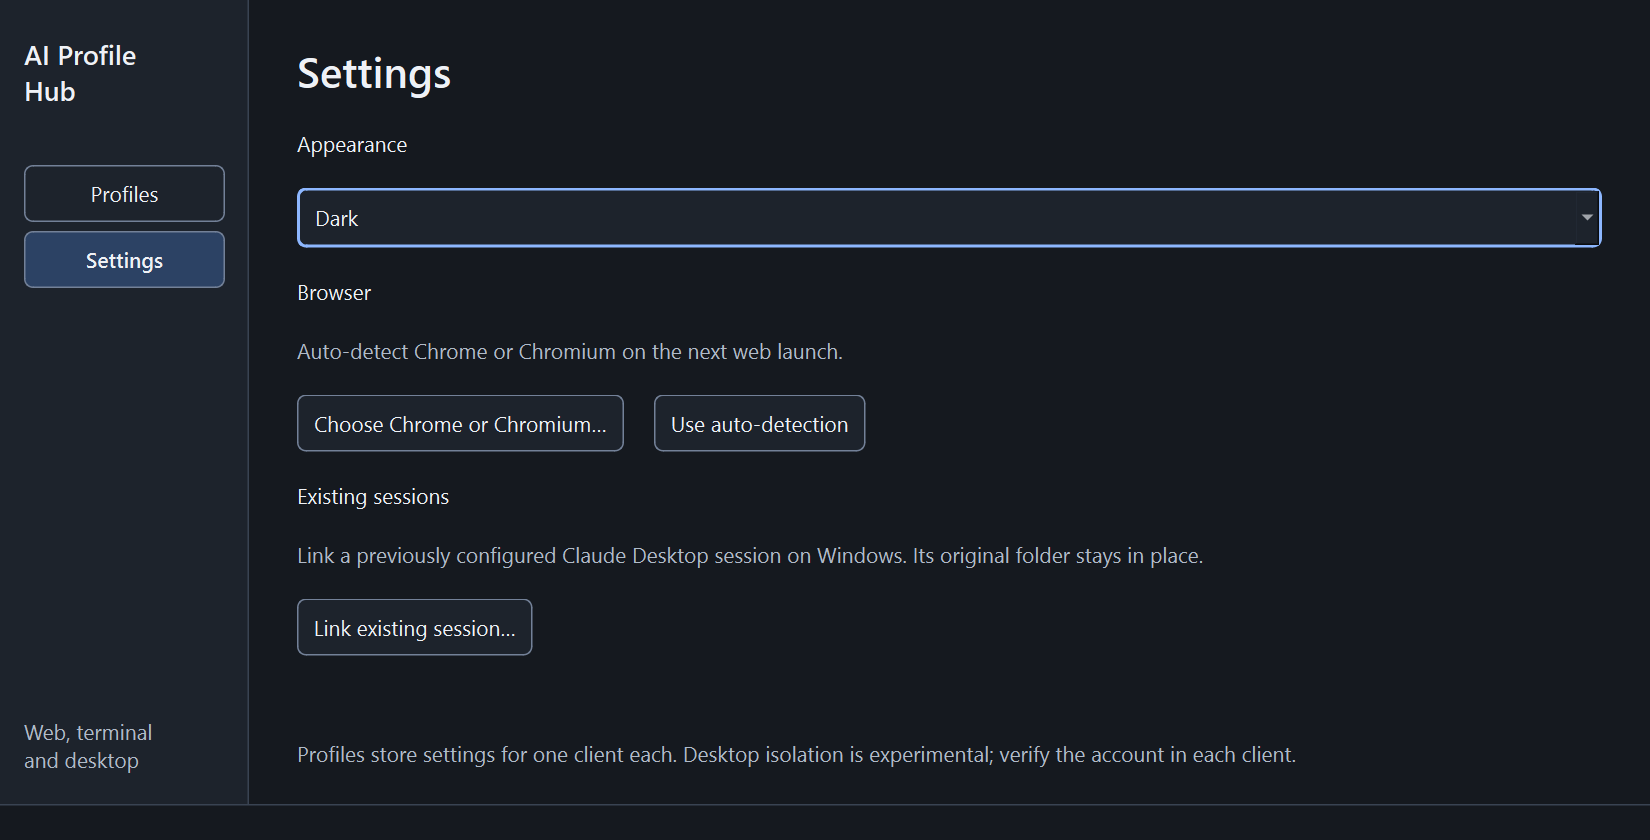 AI Profile
Hub
Profiles
Settings
Web, terminal
and desktop
Settings
Appearance
Dark
Browser
Auto-detect Chrome or Chromium on the next web launch.
Choose Chrome or Chromium...
Use auto-detection
Existing sessions
Link a previously configured Claude Desktop session on Windows. Its original folder stays in place.
Link existing session...
Profiles store settings for one client each. Desktop isolation is experimental; verify the account in each client.